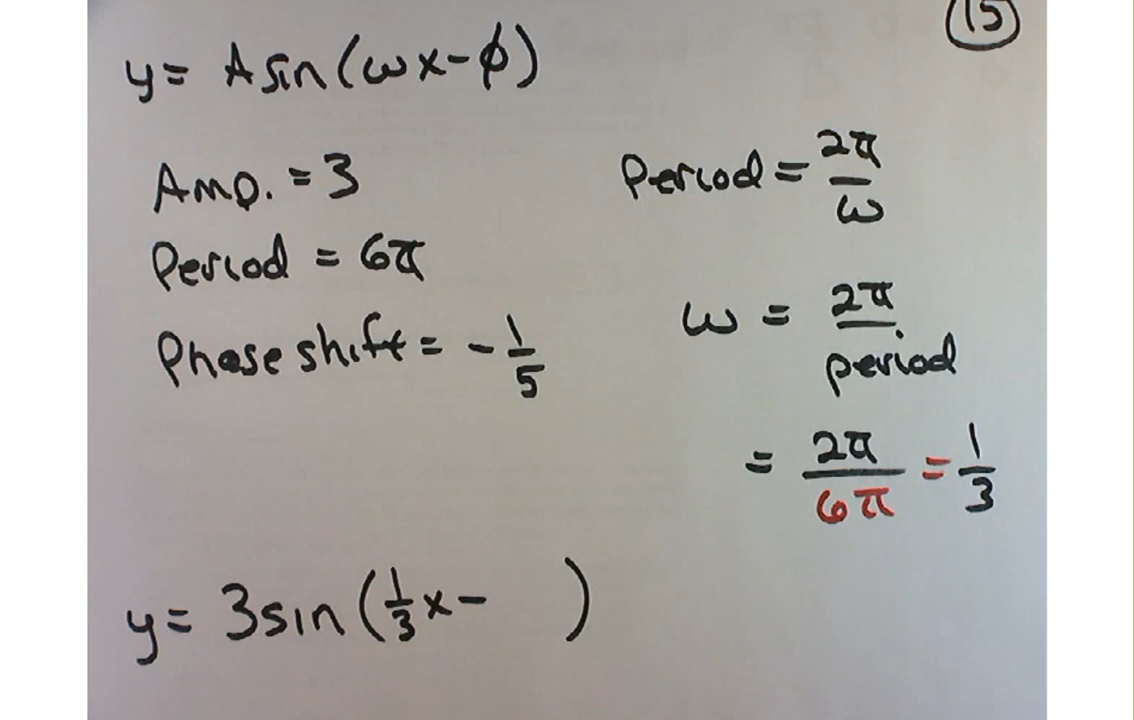 15
y = A sin(ωx-ϕ)
Amp. = 3
Period = 6π
Phase shift = - 1/5
Period = 2π/ω
ω = 2π/period
= 2π/6π = 1/3
y = 3 sin(1/3 x - )